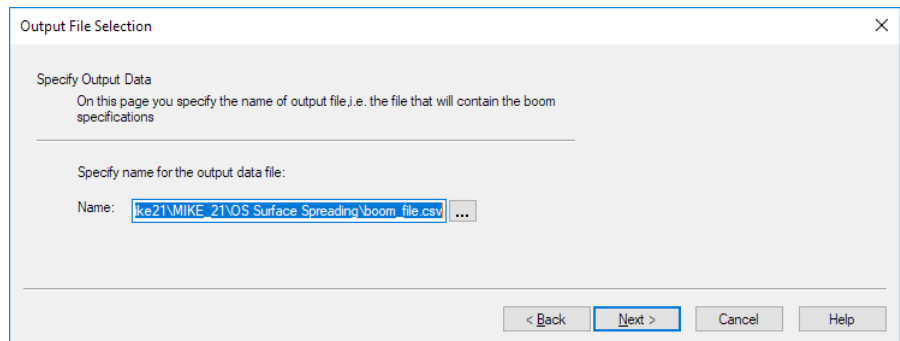 Output File Selection
Specify Output Data
On this page you specify the name of output file,i.e. the file that will contain the boom
specifications
Specify name for the output data file:
Name: ike21\MIKE_21\OS Surface Spreading\boom_file.csv ...
< Back Next > Cancel Help